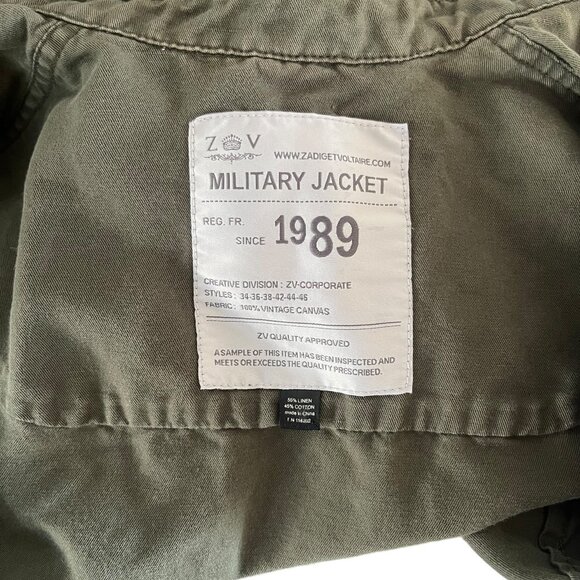 Z V
WWW.ZADIGETVOLTAIRE.COM
MILITARY JACKET
REG. FR.
SINCE 1989
CREATIVE DIVISION : ZV-CORPORATE
STYLES : 34-36-38-42-44-46
FABRIC : 100% VINTAGE CANVAS
ZV QUALITY APPROVED
A SAMPLE OF THIS ITEM HAS BEEN INSPECTED AND
MEETS OR EXCEEDS THE QUALITY PRESCRIBED.
55% LINEN
45% COTTON
made in China